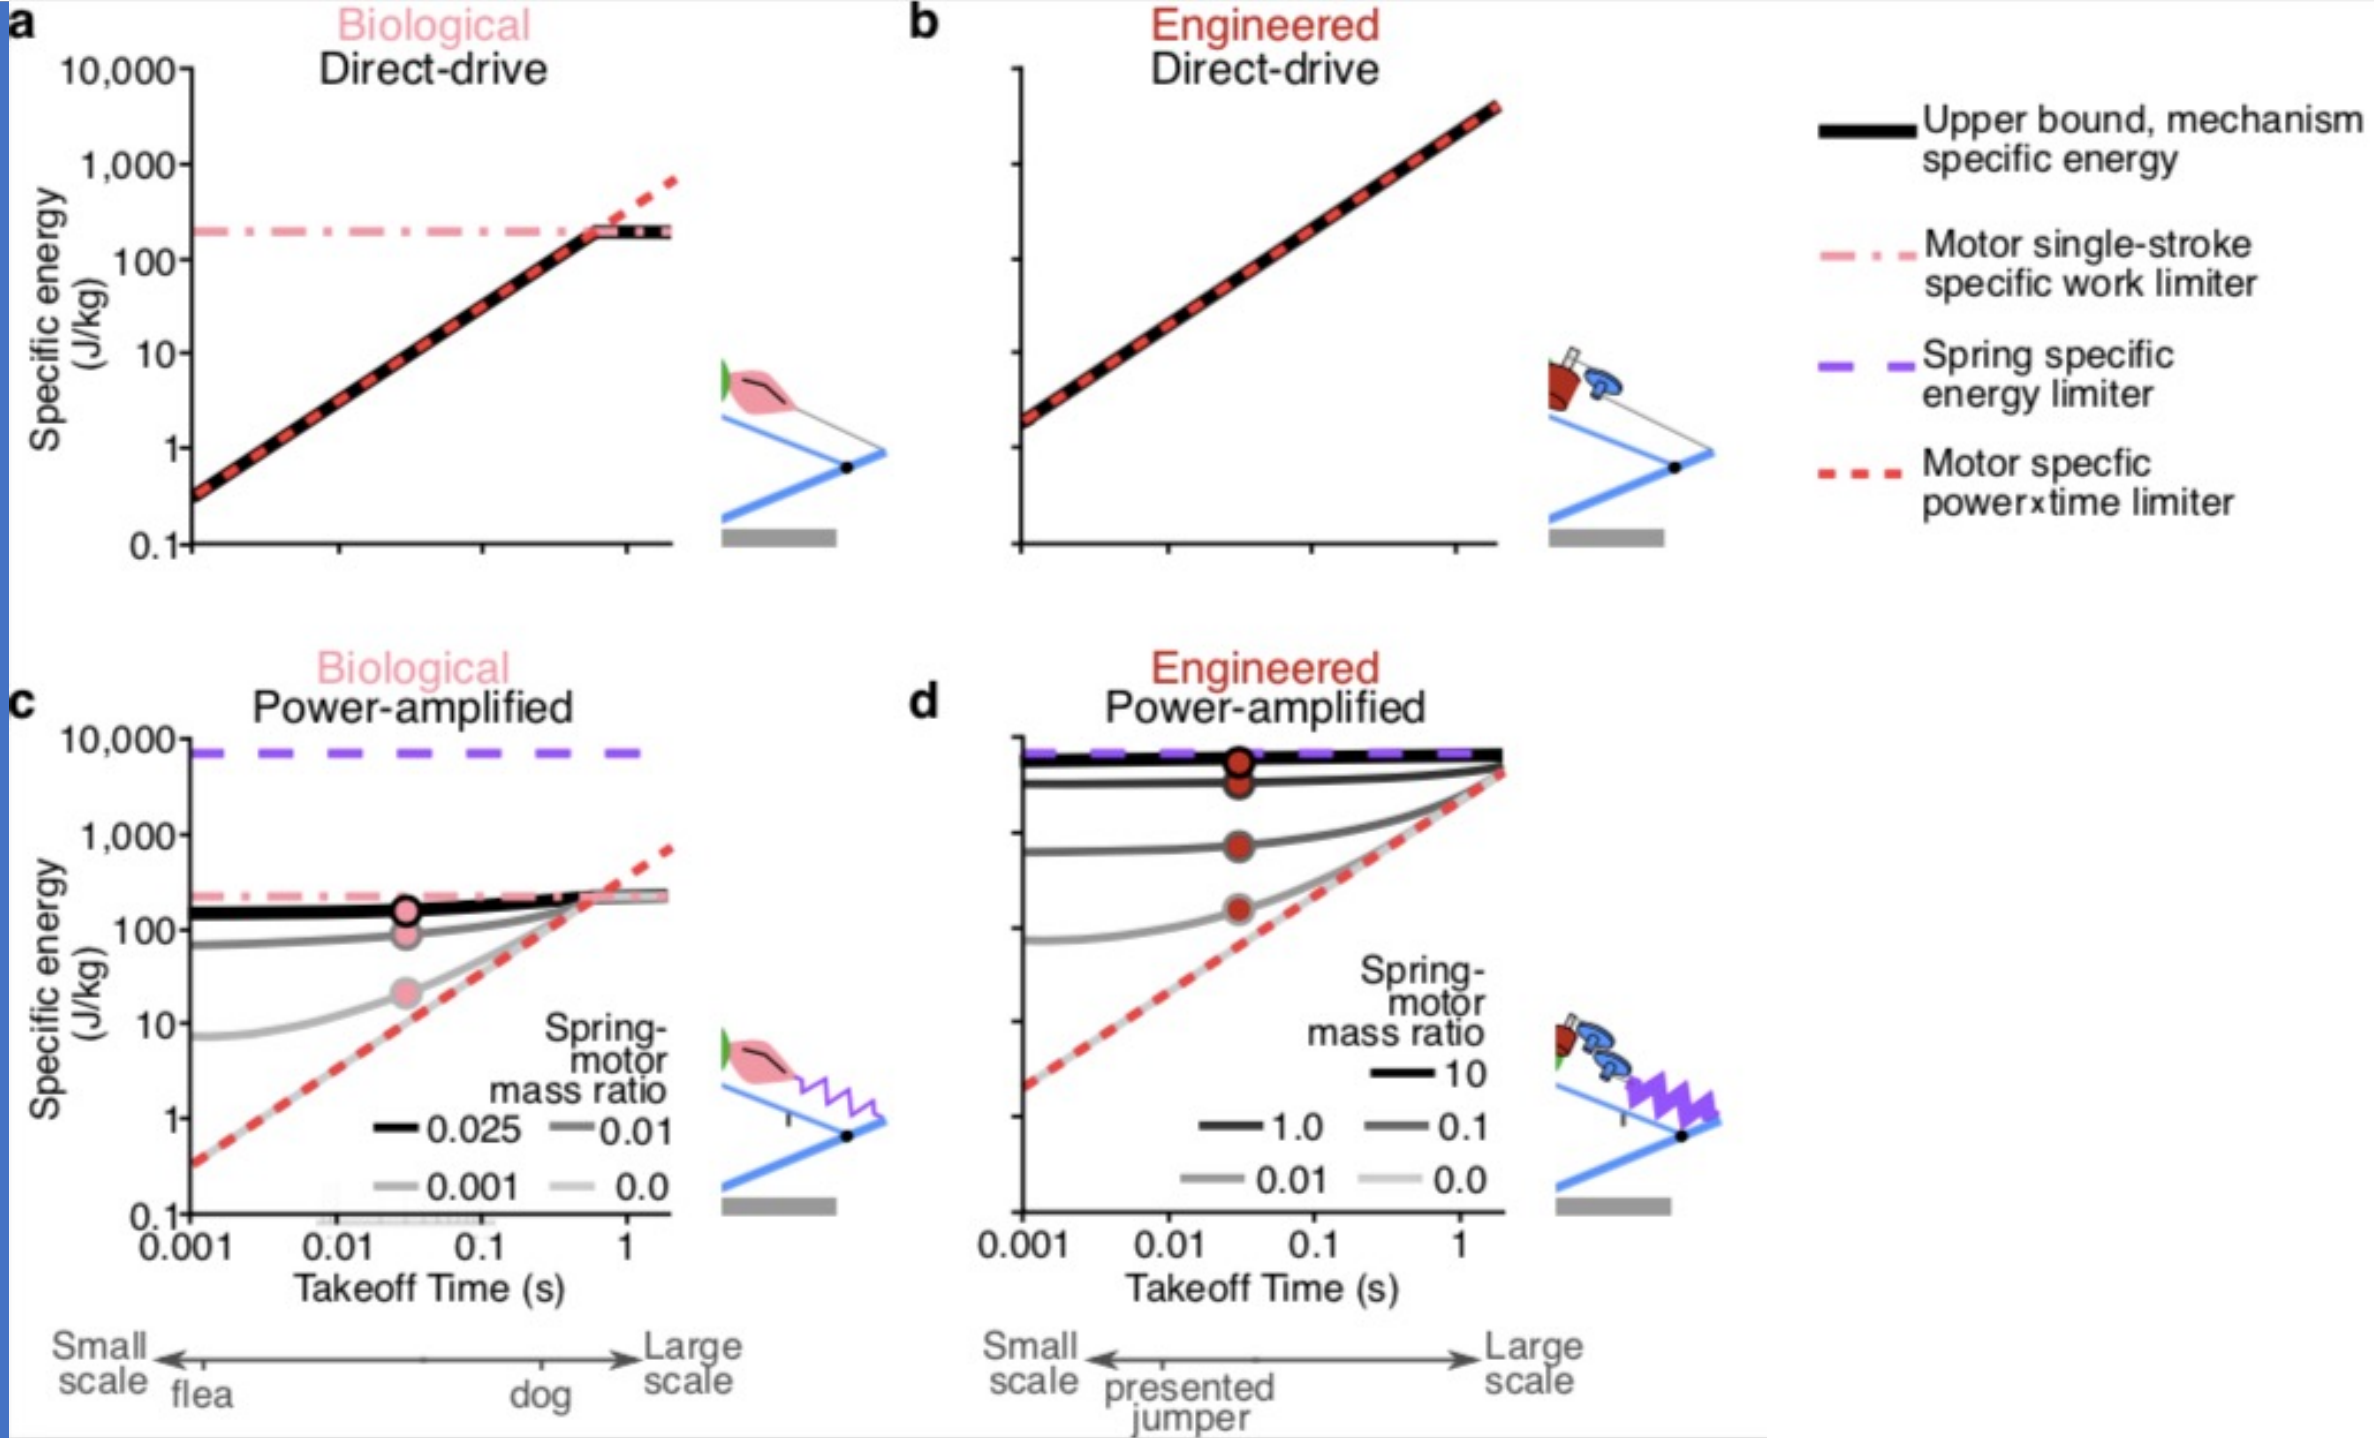 a
Biological
Direct-drive
b
Engineered
Direct-drive
10,000
1,000
100
10
1
0.1
Specific energy
(J/kg)
Upper bound, mechanism
specific energy
Motor single-stroke
specific work limiter
Spring specific
energy limiter
Motor specfic
power×time limiter
c
Biological
Power-amplified
d
Engineered
Power-amplified
10,000
1,000
100
10
1
0.1
Specific energy
(J/kg)
Spring-
motor
mass ratio
0.025 0.01
0.001 0.0
Spring-
motor
mass ratio
10
1.0 0.1
0.01 0.0
0.001 0.01 0.1 1
Takeoff Time (s)
0.001 0.01 0.1 1
Takeoff Time (s)
Small
scale
flea
dog
Large
scale
Small
scale
presented
jumper
Large
scale